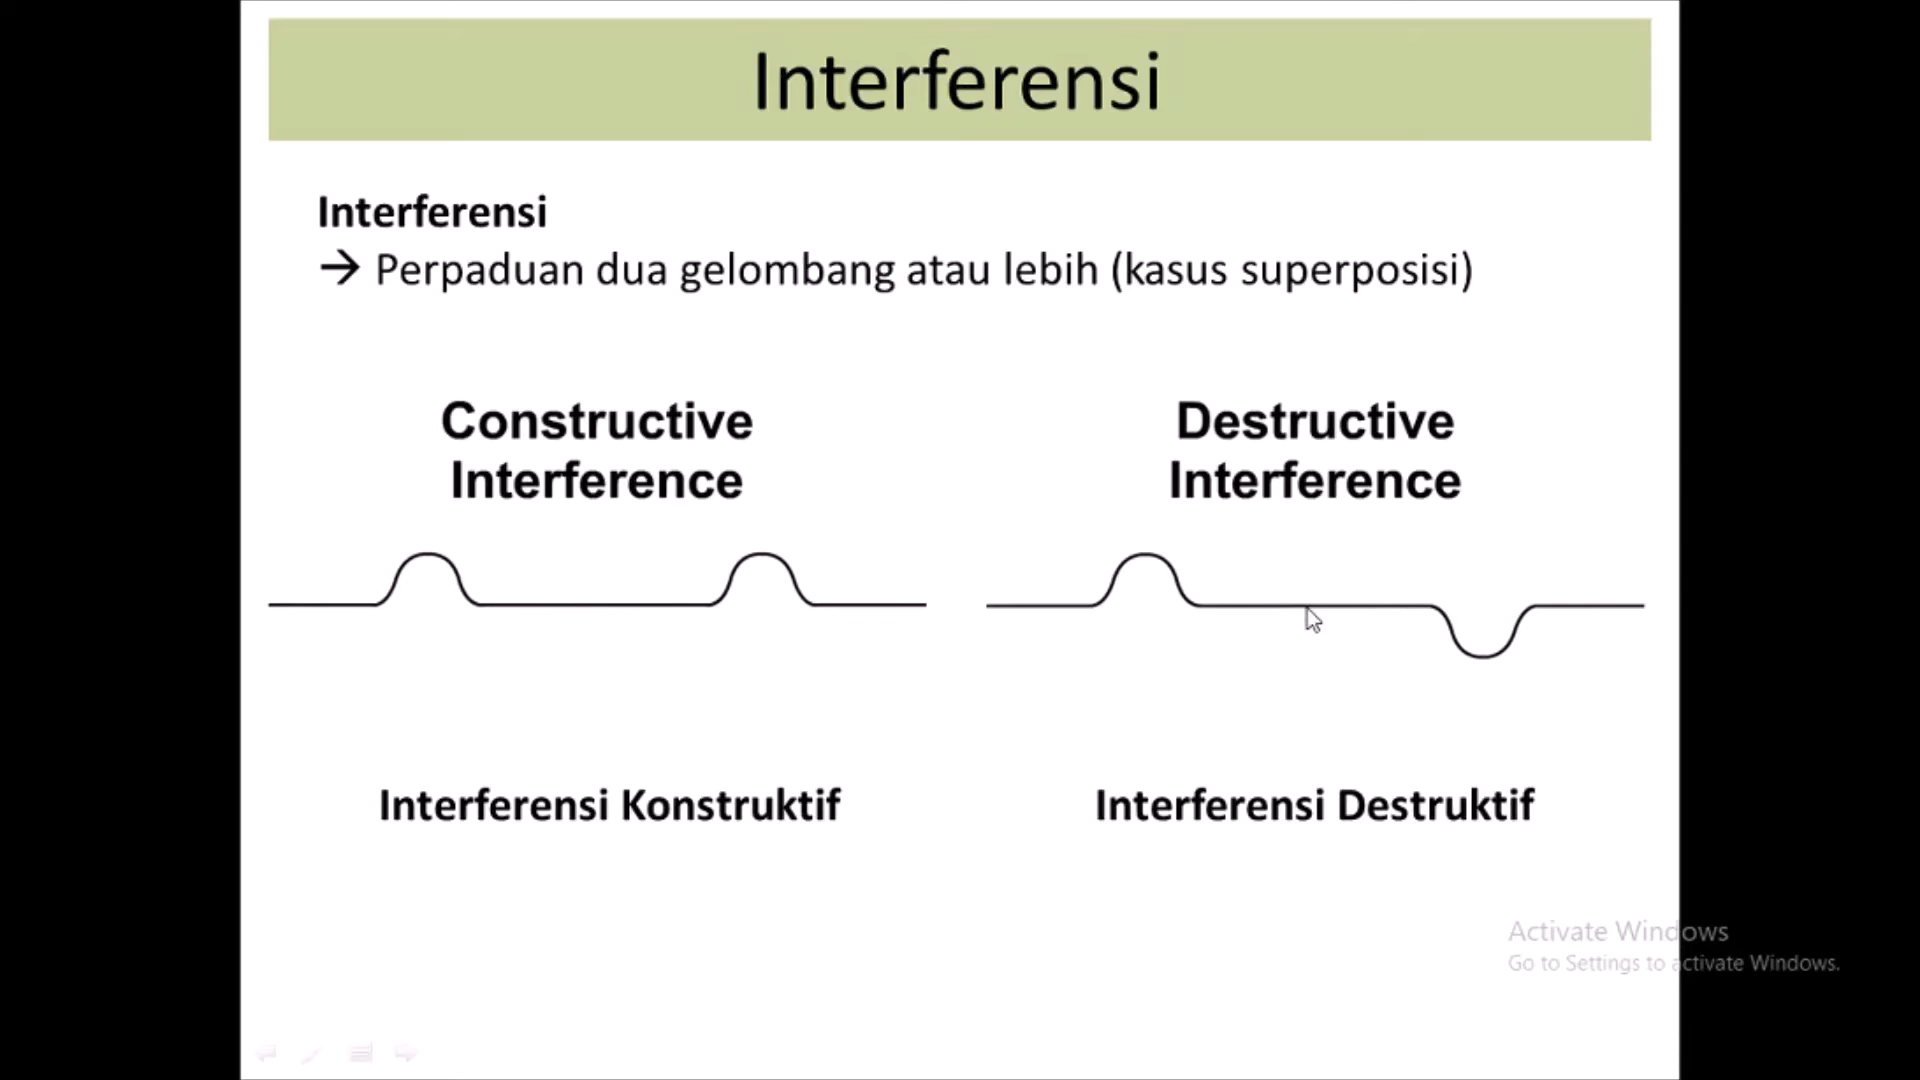 Interferensi
Interferensi
→ Perpaduan dua gelombang atau lebih (kasus superposisi)
Constructive
Interference
Destructive
Interference
Interferensi Konstruktif
Interferensi Destruktif
Activate Windows
Go to Settings to activate Windows.